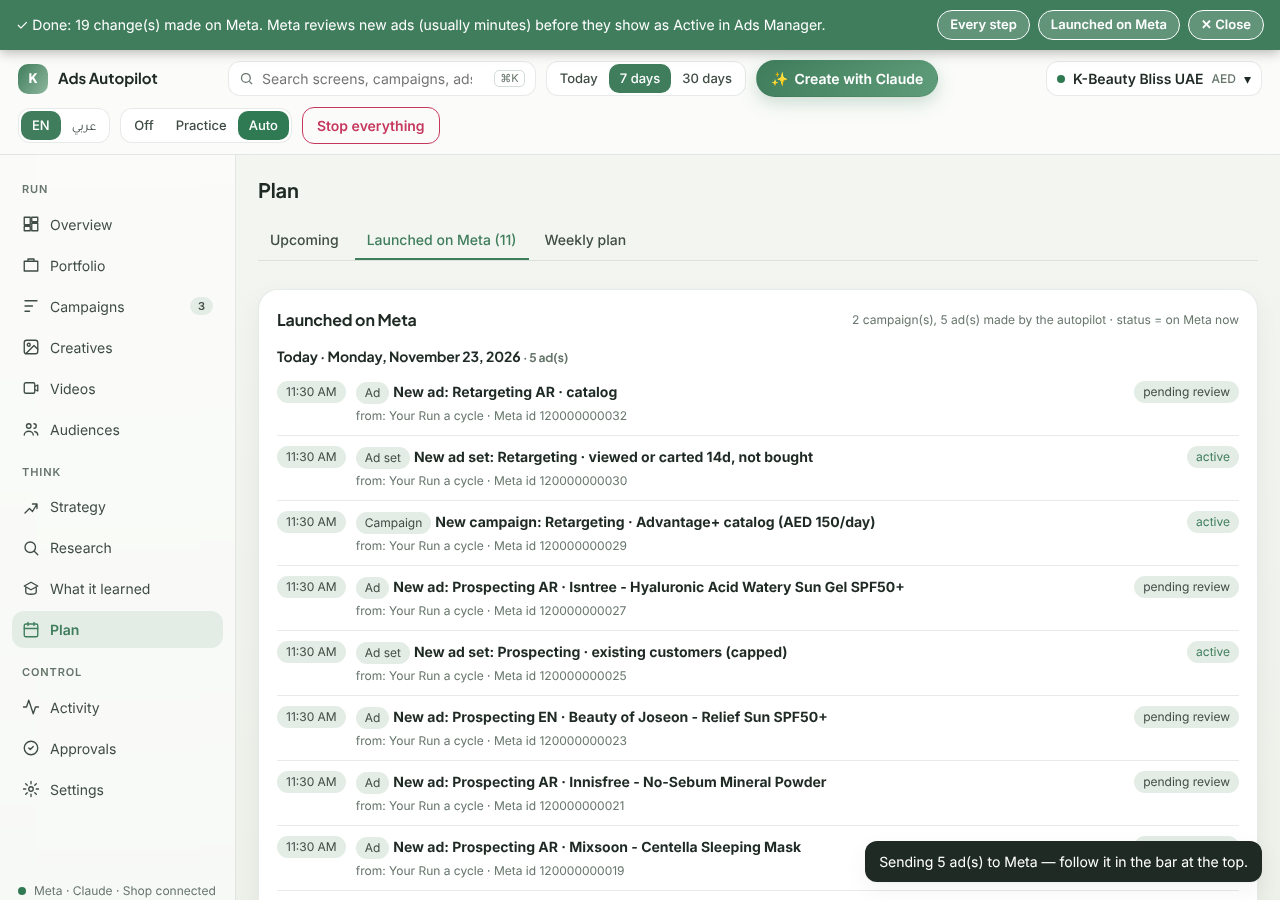 ✓ Done: 19 change(s) made on Meta. Meta reviews new ads (usually minutes) before they show as Active in Ads Manager.
Every step
Launched on Meta
✕ Close
K
Ads Autopilot
Search screens, campaigns, ads
⌘K
Today
7 days
30 days
✨ Create with Claude
K-Beauty Bliss UAE AED ▾
EN
عربي
Off
Practice
Auto
Stop everything
RUN
Overview
Portfolio
Campaigns
3
Creatives
Videos
Audiences
THINK
Strategy
Research
What it learned
Plan
CONTROL
Activity
Approvals
Settings
Meta · Claude · Shop connected
Plan
Upcoming
Launched on Meta (11)
Weekly plan
Launched on Meta
2 campaign(s), 5 ad(s) made by the autopilot · status = on Meta now
Today · Monday, November 23, 2026 · 5 ad(s)
11:30 AM Ad New ad: Retargeting AR · catalog pending review
from: Your Run a cycle · Meta id 120000000032
11:30 AM Ad set New ad set: Retargeting · viewed or carted 14d, not bought active
from: Your Run a cycle · Meta id 120000000030
11:30 AM Campaign New campaign: Retargeting · Advantage+ catalog (AED 150/day) active
from: Your Run a cycle · Meta id 120000000029
11:30 AM Ad New ad: Prospecting AR · Isntree - Hyaluronic Acid Watery Sun Gel SPF50+ pending review
from: Your Run a cycle · Meta id 120000000027
11:30 AM Ad set New ad set: Prospecting · existing customers (capped) active
from: Your Run a cycle · Meta id 120000000025
11:30 AM Ad New ad: Prospecting EN · Beauty of Joseon - Relief Sun SPF50+ pending review
from: Your Run a cycle · Meta id 120000000023
11:30 AM Ad New ad: Prospecting AR · Innisfree - No-Sebum Mineral Powder pending review
from: Your Run a cycle · Meta id 120000000021
11:30 AM Ad New ad: Prospecting AR · Mixsoon - Centella Sleeping Mask
from: Your Run a cycle · Meta id 120000000019
Sending 5 ad(s) to Meta — follow it in the bar at the top.